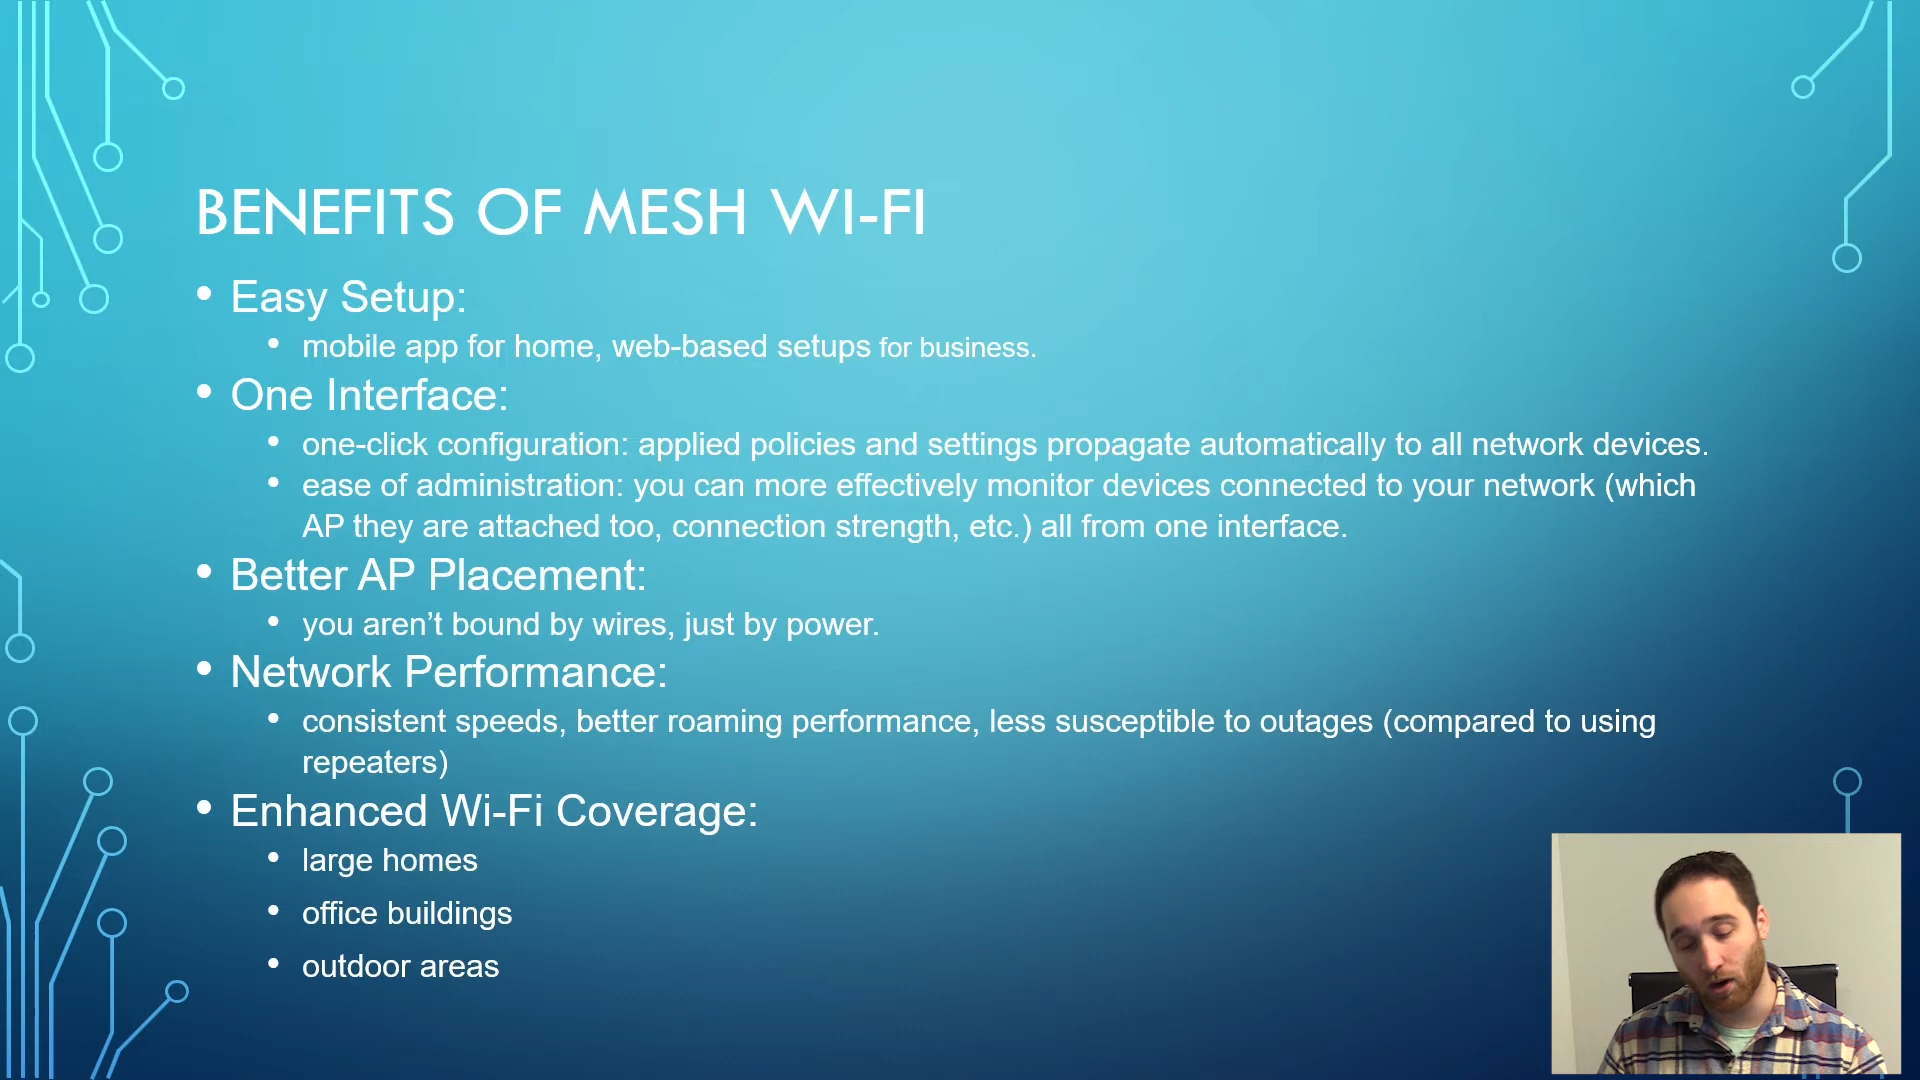 BENEFITS OF MESH WI-FI
• Easy Setup:
• mobile app for home, web-based setups for business.
• One Interface:
• one-click configuration: applied policies and settings propagate automatically to all network devices.
• ease of administration: you can more effectively monitor devices connected to your network (which
AP they are attached too, connection strength, etc.) all from one interface.
• Better AP Placement:
• you aren’t bound by wires, just by power.
• Network Performance:
• consistent speeds, better roaming performance, less susceptible to outages (compared to using
repeaters)
• Enhanced Wi-Fi Coverage:
• large homes
• office buildings
• outdoor areas